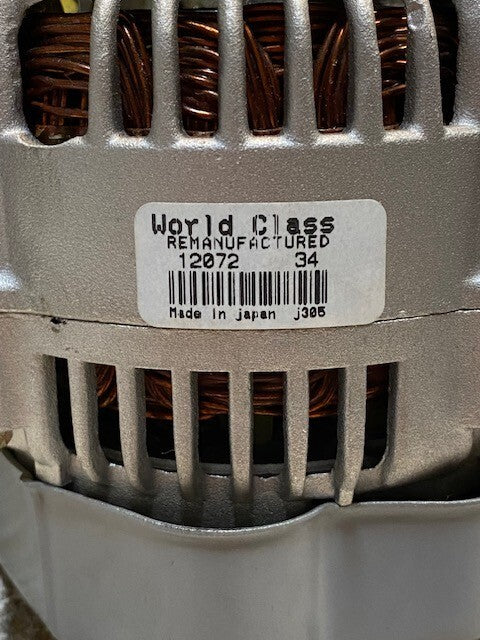 World Class
REMANUFACTURED
12072 34
Made in japan j305